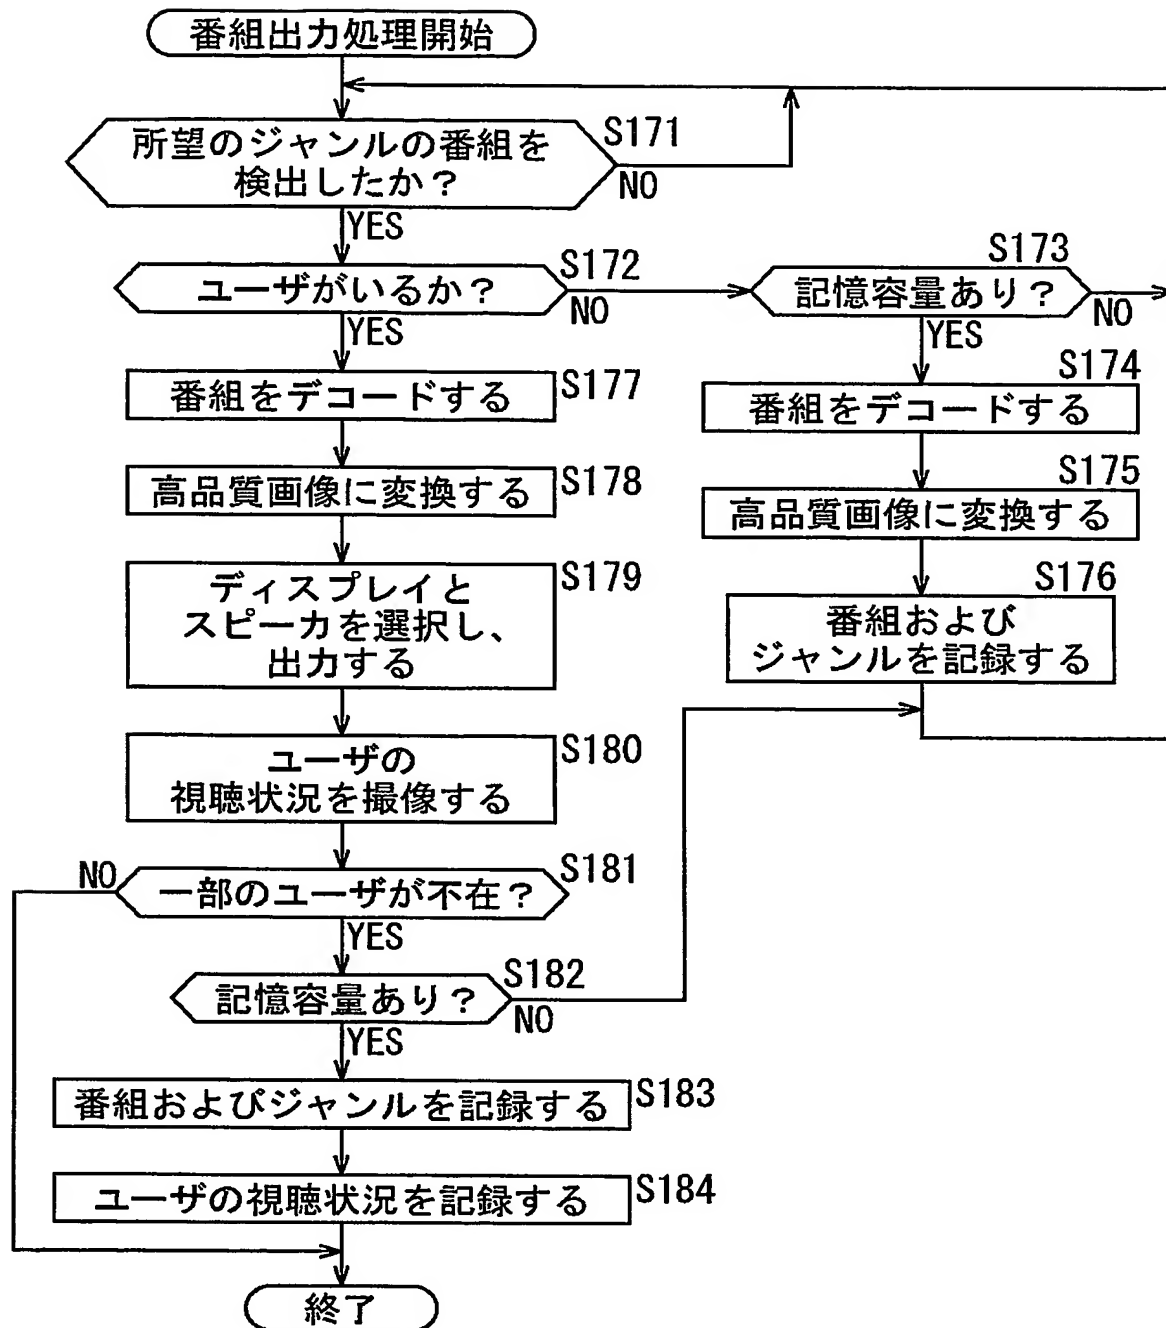 番組出力処理開始
所望のジャンルの番組を
検出したか？
S171
NO
YES
ユーザがいるか？
S172
NO
YES
S173
記憶容量あり？
NO
YES
S174
番組をデコードする
S175
高品質画像に変換する
S176
番組および
ジャンルを記録する
番組をデコードする
S177
高品質画像に変換する
S178
ディスプレイと
スピーカを選択し、
出力する
S179
ユーザの
視聴状況を撮像する
S180
NO
一部のユーザが不在？
S181
YES
記憶容量あり？
S182
NO
YES
番組およびジャンルを記録する
S183
ユーザの視聴状況を記録する
S184
終了